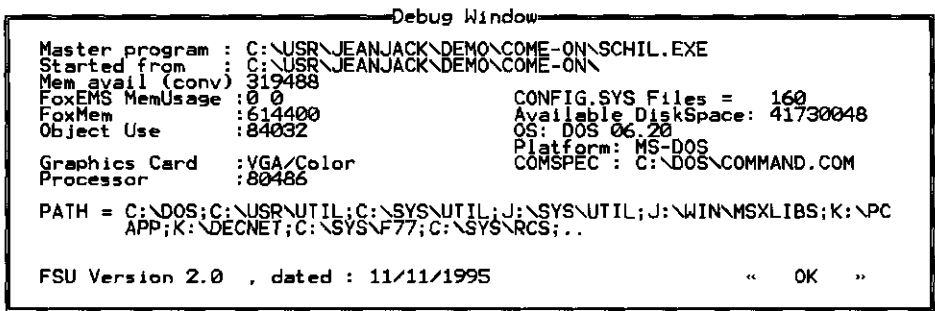 Debug Window
Master program : C:\USR\JEANJACK\DEMO\COME-ON\SCHIL.EXE
Started from : C:\USR\JEANJACK\DEMO\COME-ON\
Mem avail (conv) 319488
FoxEMS MemUsage :0 0 CONFIG.SYS Files = 160
FoxMem :614400 Available DiskSpace: 41730048
Object Use :84032 OS: DOS 06.20
Platform: MS-DOS
Graphics Card :VGA/Color COMSPEC : C:\DOS\COMMAND.COM
Processor :80486
PATH = C:\DOS;C:\USR\UTIL;C:\SYS\UTIL;J:\SYS\UTIL;J:\WIN\MSXLIBS;K:\PC
APP;K:\DECNET;C:\SYS\F77;C:\SYS\RCS;..
FSU Version 2.0 , dated : 11/11/1995 « OK »